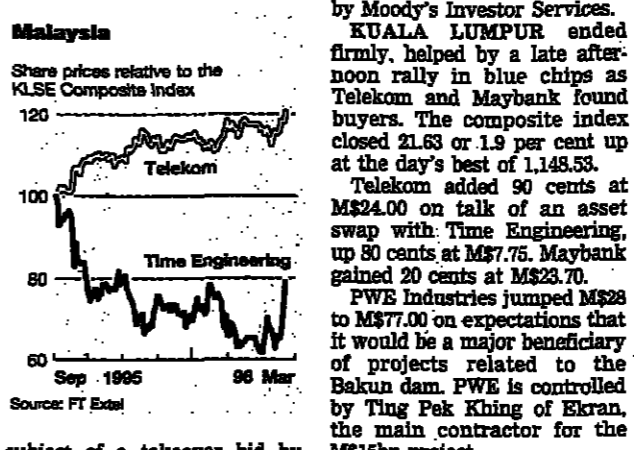 Malaysia
Share prices relative to the
KLSE Composite Index
120
Telekom
100
Time Engineering
80
60
Sep 1995 96 Mar
Source: FT Extel
subject of a takeover bid by
by Moody's Investor Services.
KUALA LUMPUR ended
firmly, helped by a late after-
noon rally in blue chips as
Telekom and Maybank found
buyers. The composite index
closed 21.63 or 1.9 per cent up
at the day's best of 1,148.53.
Telekom added 90 cents at
M$24.00 on talk of an asset
swap with Time Engineering,
up 80 cents at M$7.75. Maybank
gained 20 cents at M$23.70.
PWE Industries jumped M$28
to M$77.00 on expectations that
it would be a major beneficiary
of projects related to the
Bakun dam. PWE is controlled
by Ting Pek Khing of Ekran,
the main contractor for the
M$15bn project.